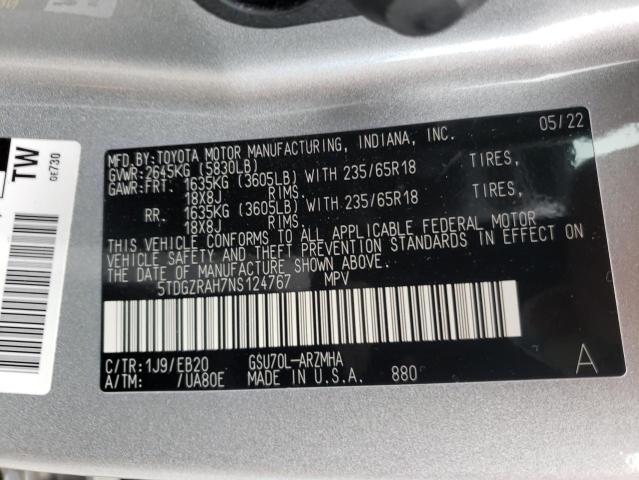 TW
GE730
MFD.BY:TOYOTA MOTOR MANUFACTURING, INDIANA, INC. 05/22
GVWR:2645KG (5830LB)
GAWR:FRT. 1635KG (3605LB) WITH 235/65R18 TIRES,
18X8J RIMS.
RR. 1635KG (3605LB) WITH 235/65R18 TIRES,
18X8J RIMS.
THIS VEHICLE CONFORMS TO ALL APPLICABLE FEDERAL MOTOR
VEHICLE SAFETY AND THEFT PREVENTION STANDARDS IN EFFECT ON
THE DATE OF MANUFACTURE SHOWN ABOVE.
5TDGZRAH7NS124767 MPV
C/TR:1J9/EB20 GSU70L-ARZMHA
A/TM: /UA80E MADE IN U.S.A. 880 A